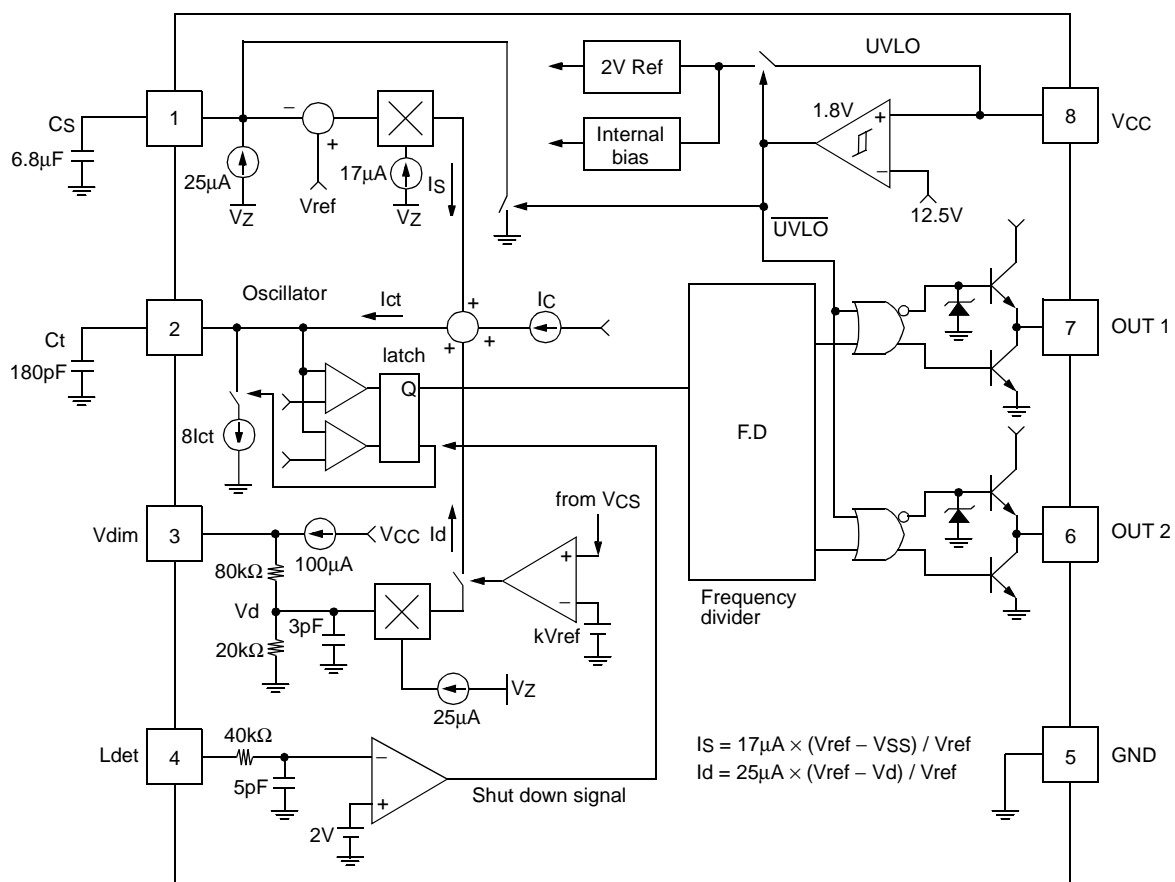 UVLO
2V Ref
1
8
CS
6.8µF
−
+
25µA
VZ
Vref
17µA
VZ
IS
Internal
bias
1.8V
+
−
12.5V
VCC
UVLO
2
Ct
180pF
Oscillator
Ict
+
+
+
IC
latch
Q
8Ict
F.D
Frequency
divider
7
OUT 1
6
OUT 2
3
Vdim
VCC
100µA
80kΩ
Vd
20kΩ
3pF
Id
from VCS
+
−
kVref
25µA
VZ
4
Ldet
40kΩ
5pF
−
+
2V
Shut down signal
IS = 17µA × (Vref − VSS) / Vref
Id = 25µA × (Vref − Vd) / Vref
5
GND